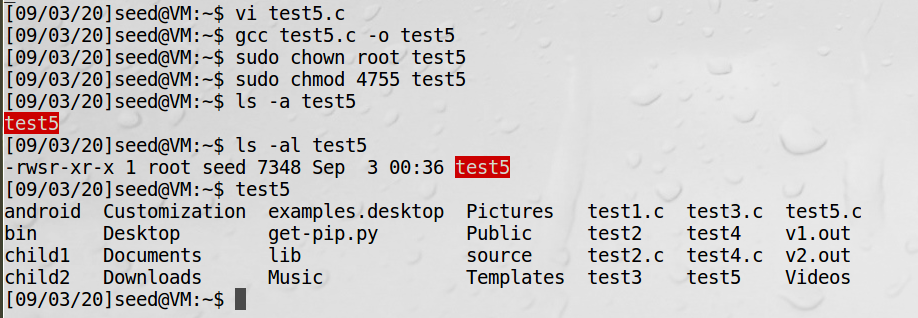 [09/03/20]seed@VM:~$ vi test5.c
[09/03/20]seed@VM:~$ gcc test5.c -o test5
[09/03/20]seed@VM:~$ sudo chown root test5
[09/03/20]seed@VM:~$ sudo chmod 4755 test5
[09/03/20]seed@VM:~$ ls -a test5
test5
[09/03/20]seed@VM:~$ ls -al test5
-rwsr-xr-x 1 root seed 7348 Sep  3 00:36 test5
[09/03/20]seed@VM:~$ test5
android  Customization  examples.desktop  Pictures   test1.c  test3.c  test5.c
bin      Desktop        get-pip.py        Public     test2    test4    v1.out
child1   Documents      lib               source     test2.c  test4.c  v2.out
child2   Downloads      Music             Templates  test3    test5    Videos
[09/03/20]seed@VM:~$